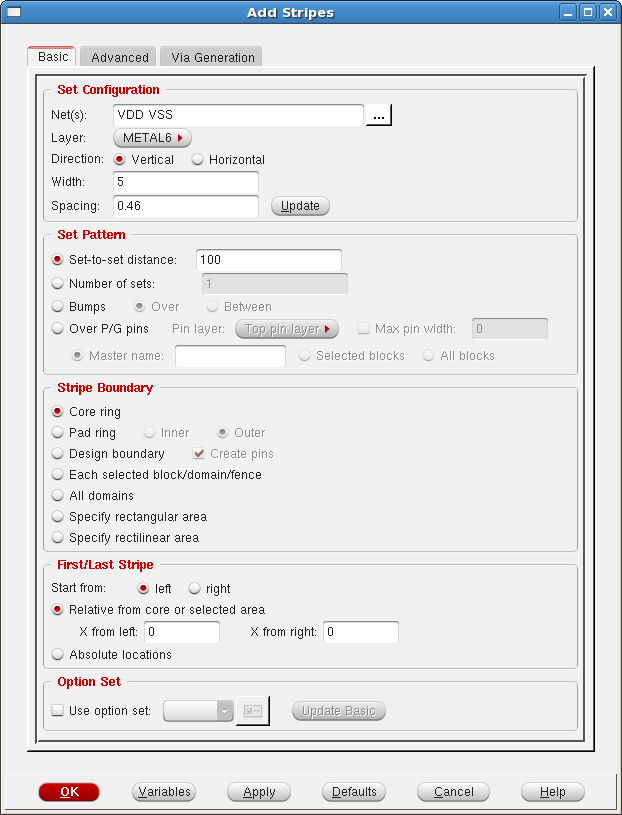 Add Stripes
Basic Advanced Via Generation
Set Configuration
Net(s): VDD VSS ...
Layer: METAL6
Direction: Vertical Horizontal
Width: 5
Spacing: 0.46 Update
Set Pattern
Set-to-set distance: 100
Number of sets: 1
Bumps Over Between
Over P/G pins Pin layer: Top pin layer Max pin width: 0
Master name: Selected blocks All blocks
Stripe Boundary
Core ring
Pad ring Inner Outer
Design boundary Create pins
Each selected block/domain/fence
All domains
Specify rectangular area
Specify rectilinear area
First/Last Stripe
Start from: left right
Relative from core or selected area
X from left: 0 X from right: 0
Absolute locations
Option Set
Use option set: Update Basic
OK Variables Apply Defaults Cancel Help